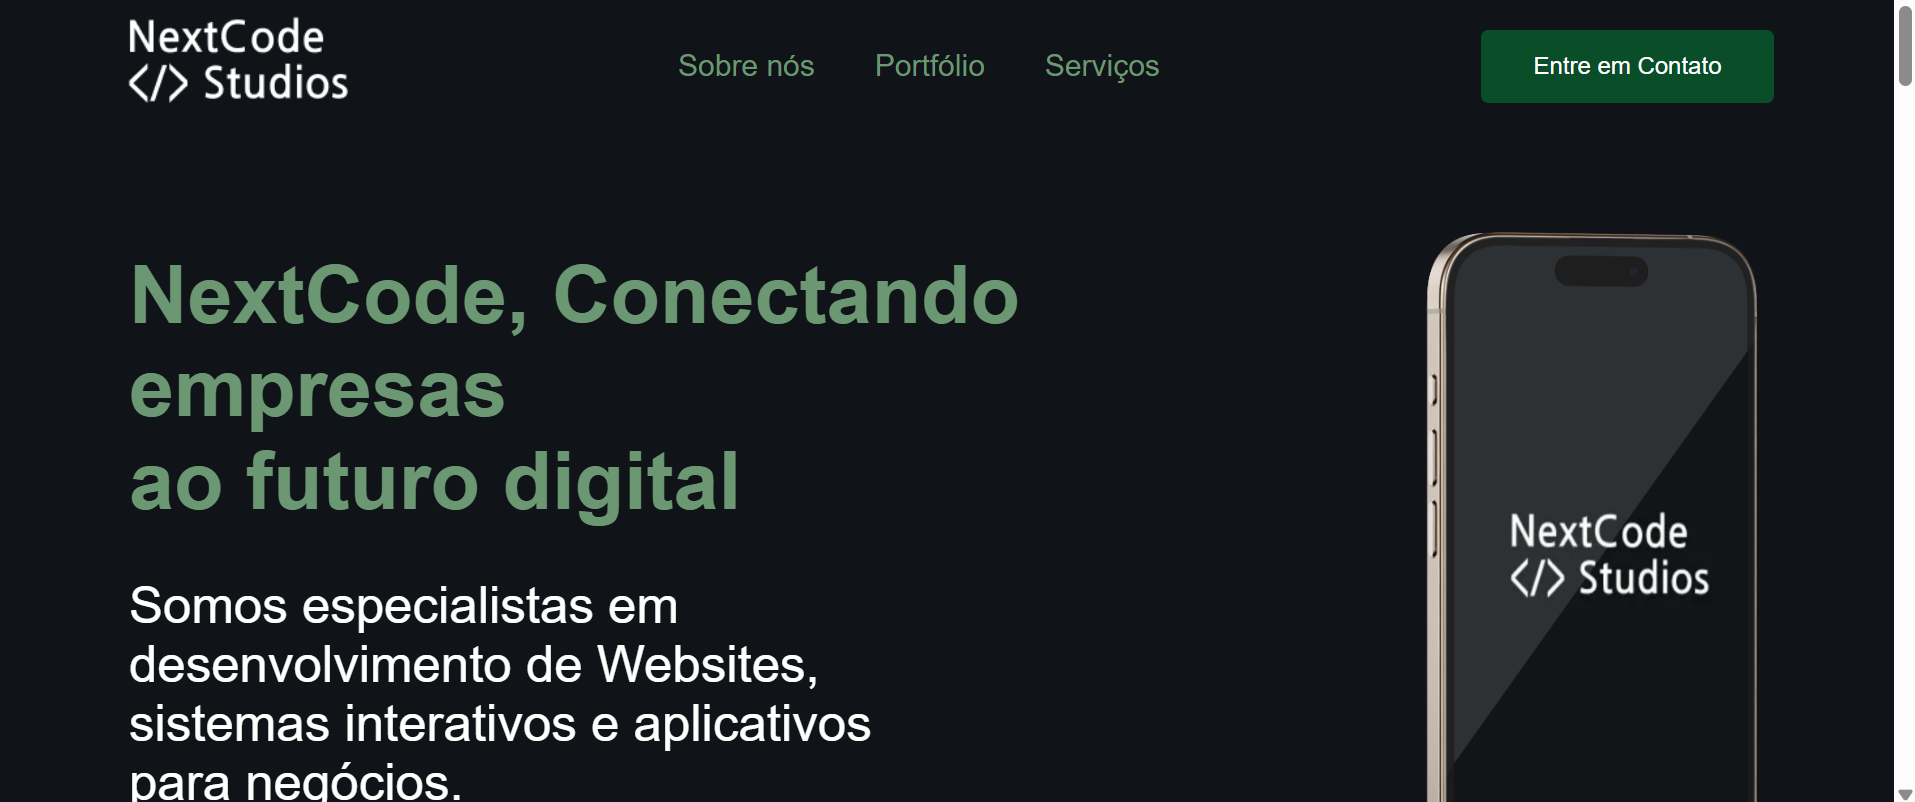 NextCode
</> Studios
Sobre nós
Portfólio
Serviços
Entre em Contato
NextCode, Conectando
empresas
ao futuro digital
Somos especialistas em
desenvolvimento de Websites,
sistemas interativos e aplicativos
para negócios.
NextCode
</> Studios